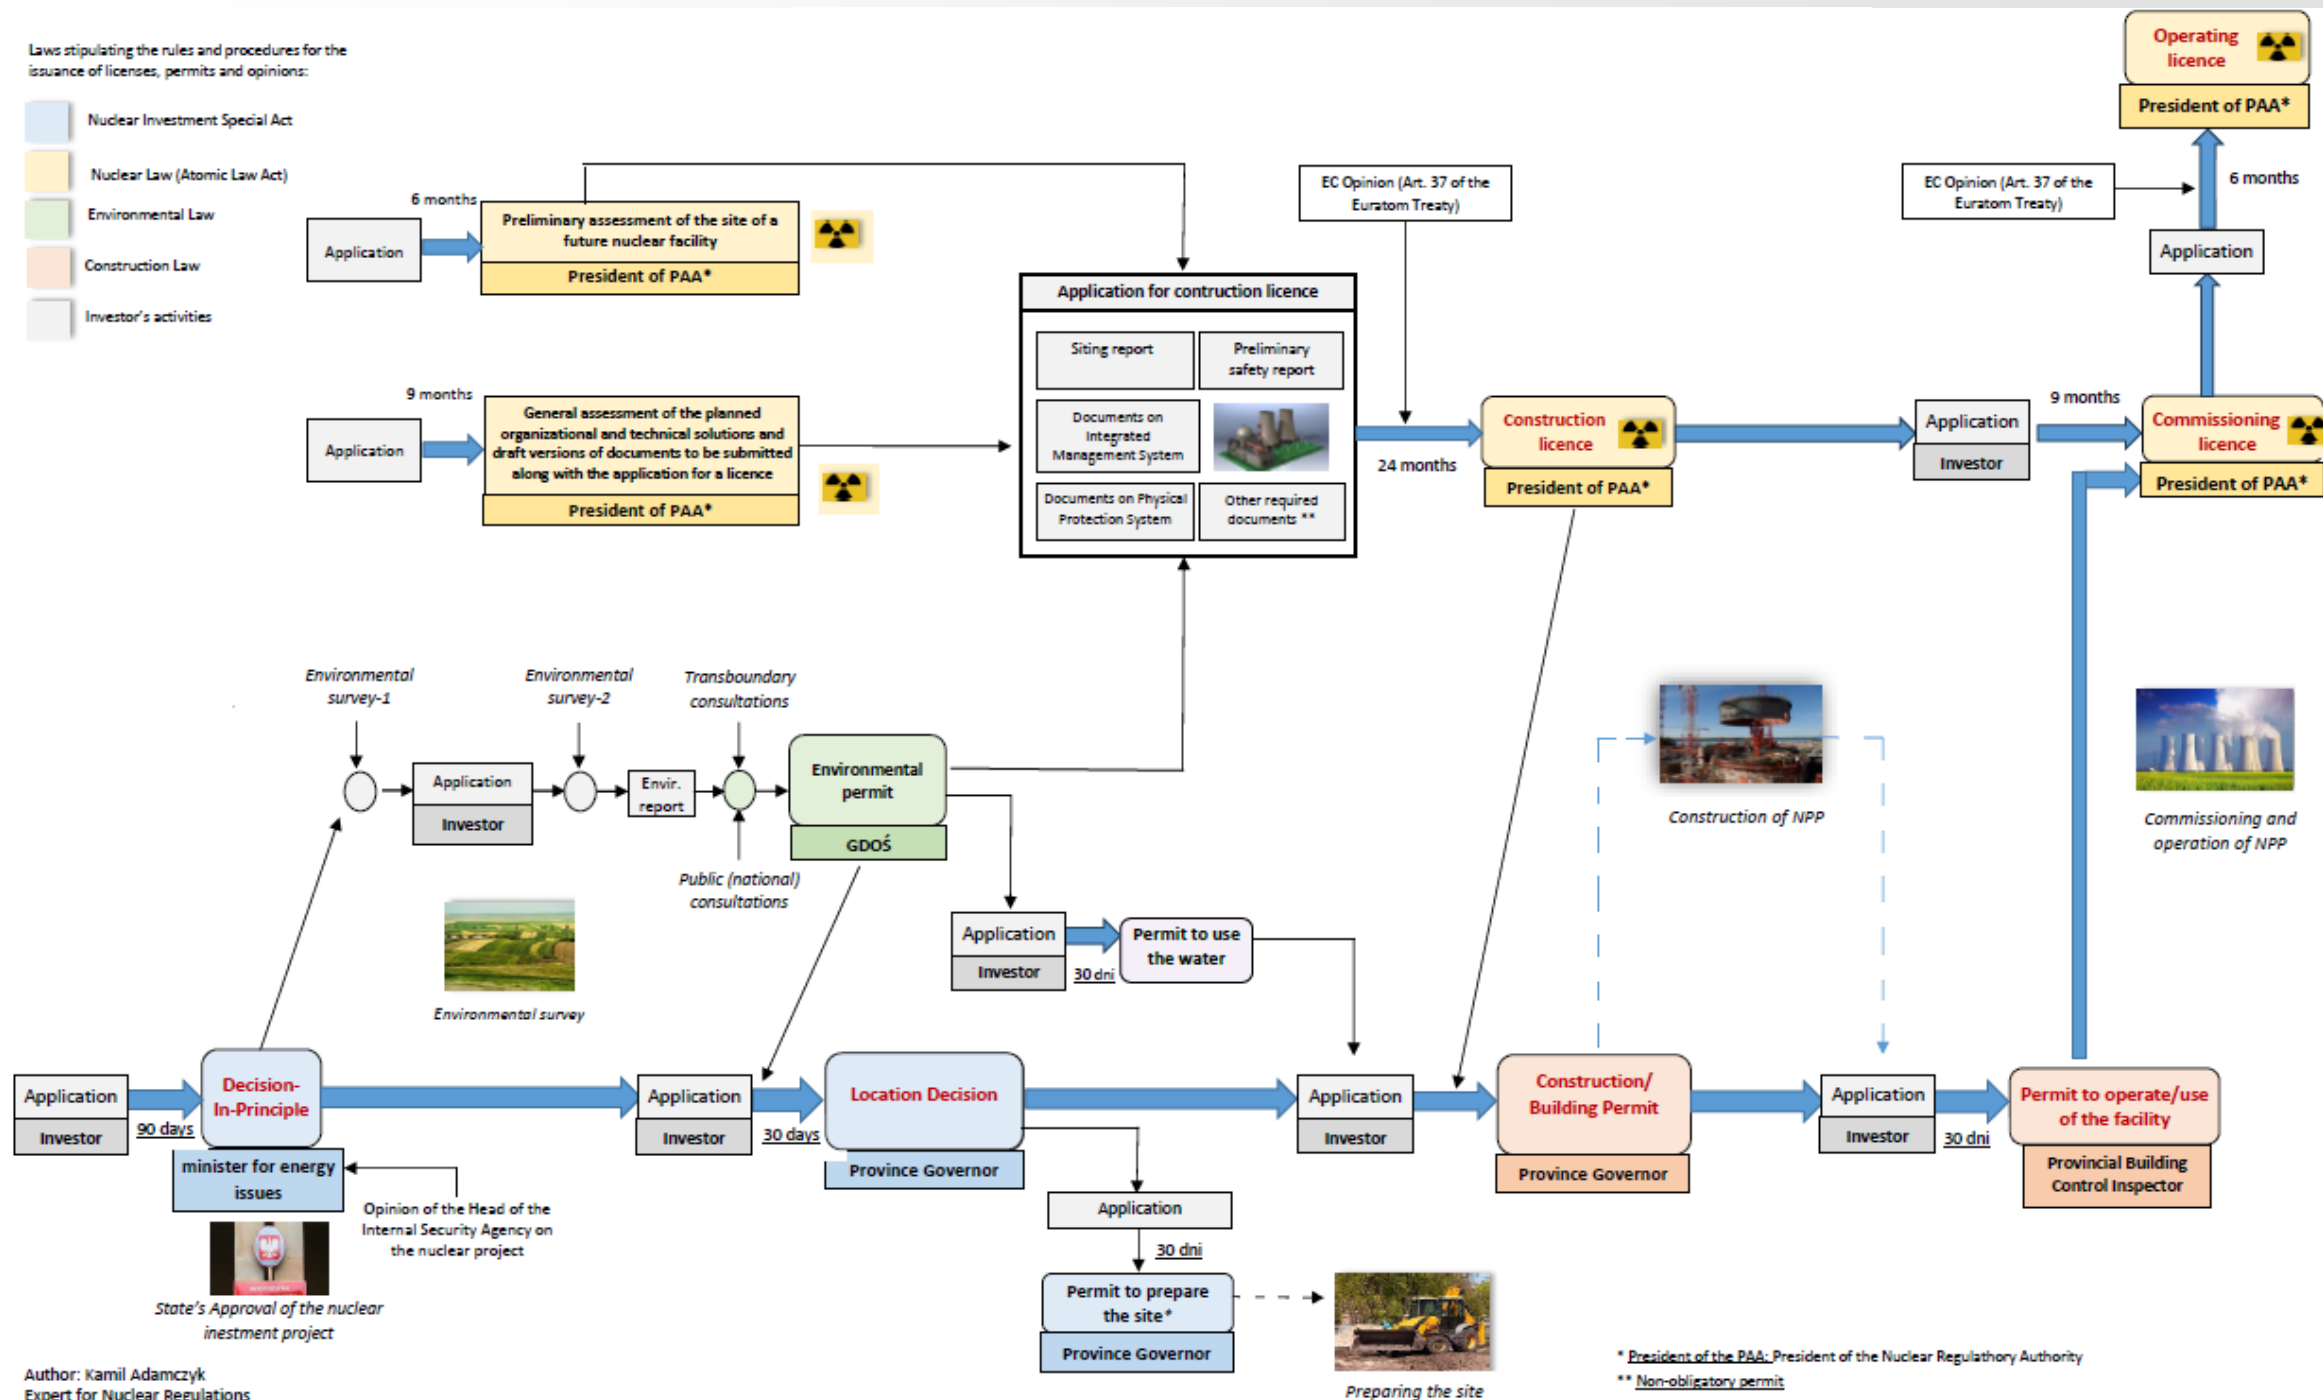 Laws stipulating the rules and procedures for the
issuance of licenses, permits and opinions:
Nuclear Investment Special Act
Nuclear Law (Atomic Law Act)
Environmental Law
Construction Law
Investor's activities
Operating
licence
President of PAA*
6 months
EC Opinion (Art. 37 of the
Euratom Treaty)
Application
6 months
Application
Preliminary assessment of the site of a
future nuclear facility
President of PAA*
EC Opinion (Art. 37 of the
Euratom Treaty)
Application for contruction licence
Siting report
Preliminary
safety report
Documents on
Integrated
Management System
Documents on Physical
Protection System
Other required
documents **
9 months
Application
General assessment of the planned
organizational and technical solutions and
draft versions of documents to be submitted
along with the application for a licence
President of PAA*
24 months
Construction
licence
President of PAA*
Application
Investor
9 months
Commissioning
licence
President of PAA*
Environmental
survey-1
Environmental
survey-2
Transboundary
consultations
Application
Investor
Envir.
report
Environmental
permit
GDOŚ
Public (national)
consultations
Environmental survey
Construction of NPP
Commissioning and
operation of NPP
Application
Investor
30 dni
Permit to use
the water
Application
Investor
90 days
Decision-
In-Principle
minister for energy
issues
Opinion of the Head of the
Internal Security Agency on
the nuclear project
State's Approval of the nuclear
inestment project
Application
Investor
30 days
Location Decision
Province Governor
Application
30 dni
Permit to prepare
the site*
Province Governor
Preparing the site
Application
Investor
Construction/
Building Permit
Province Governor
Application
Investor
30 dni
Permit to operate/use
of the facility
Provincial Building
Control Inspector
Author: Kamil Adamczyk
Expert for Nuclear Regulations
* President of the PAA: President of the Nuclear Regulathory Authority
** Non-obligatory permit